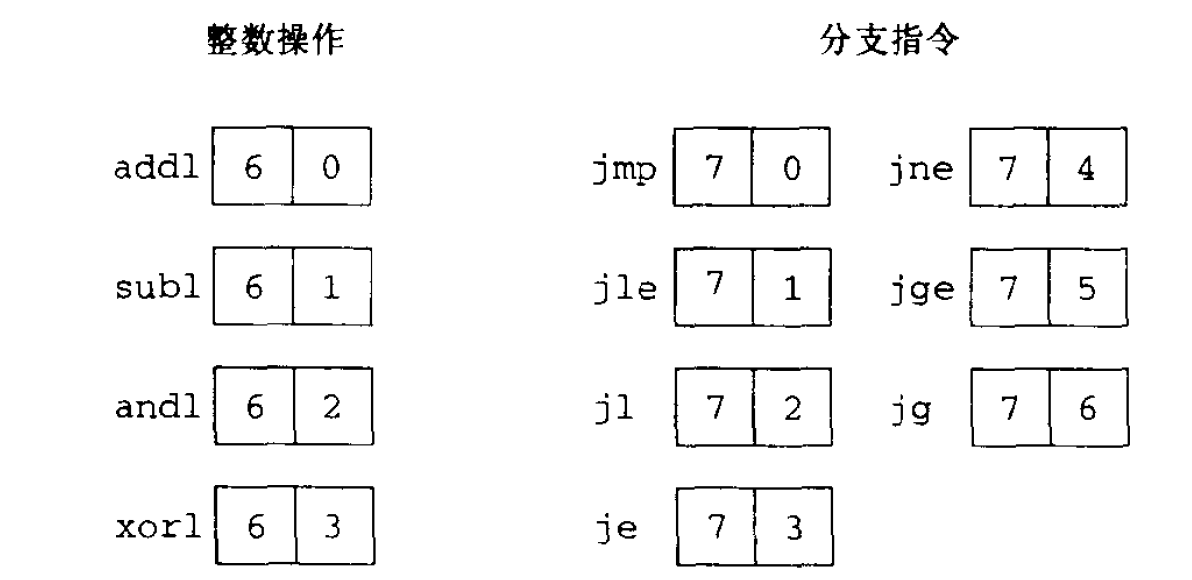 整数操作 分支指令
addl 6 0 jmp 7 0 jne 7 4
subl 6 1 jle 7 1 jge 7 5
andl 6 2 jl 7 2 jg 7 6
xorl 6 3 je 7 3